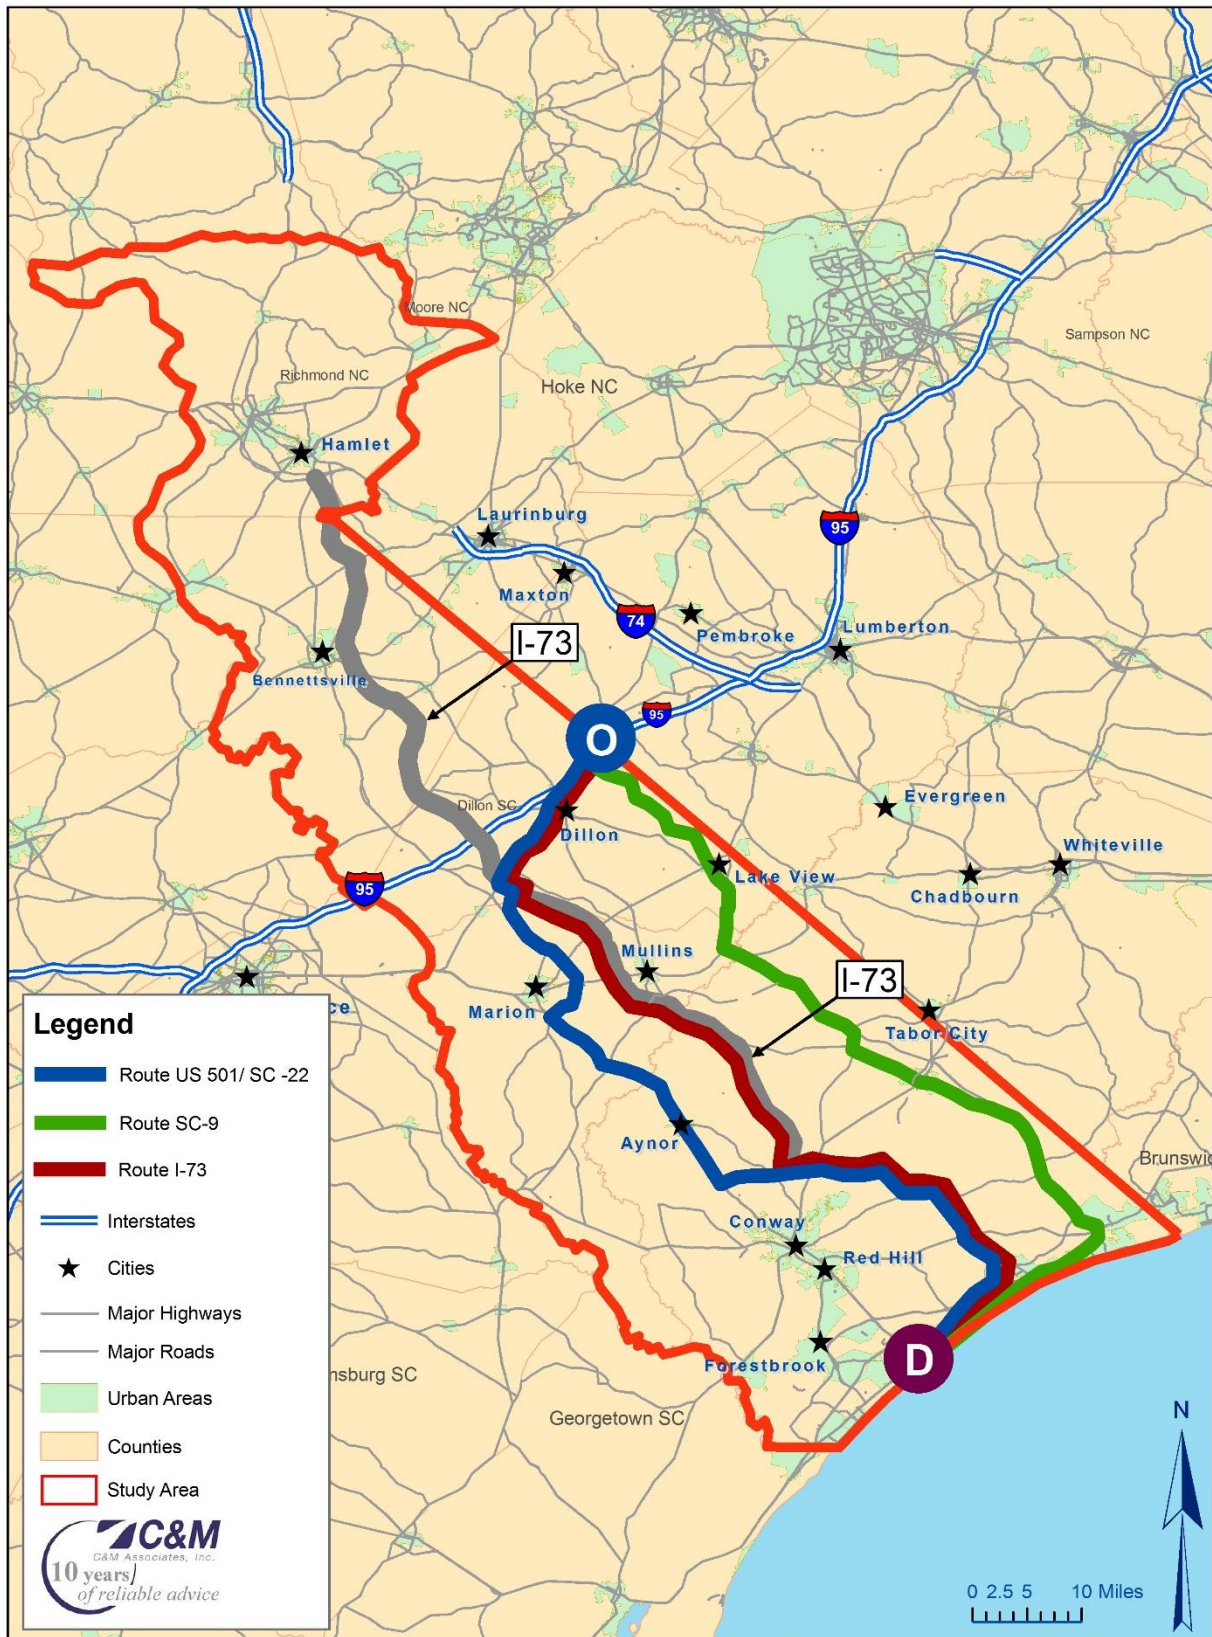 Moore NC
Sampson NC
Richmond NC
Hoke NC
Hamlet
Laurinburg
95
Maxton
74
Pembroke
Lumberton
I-73
Bennettsville
95
O
Dillon SC
Evergreen
Dillon
Whiteville
Lake View
95
Chadbourn
Mullins
I-73
Marion
ce
Tabor City
Legend
Route US 501/ SC -22
Aynor
Route SC-9
Brunswic
Route I-73
Interstates
Conway
Red Hill
Cities
Major Highways
Forestbrook
D
Major Roads
nsburg SC
Urban Areas
Georgetown SC
N
Counties
Study Area
C&M
C&M Associates, Inc.
10 years
of reliable advice
0 2.5 5 10 Miles